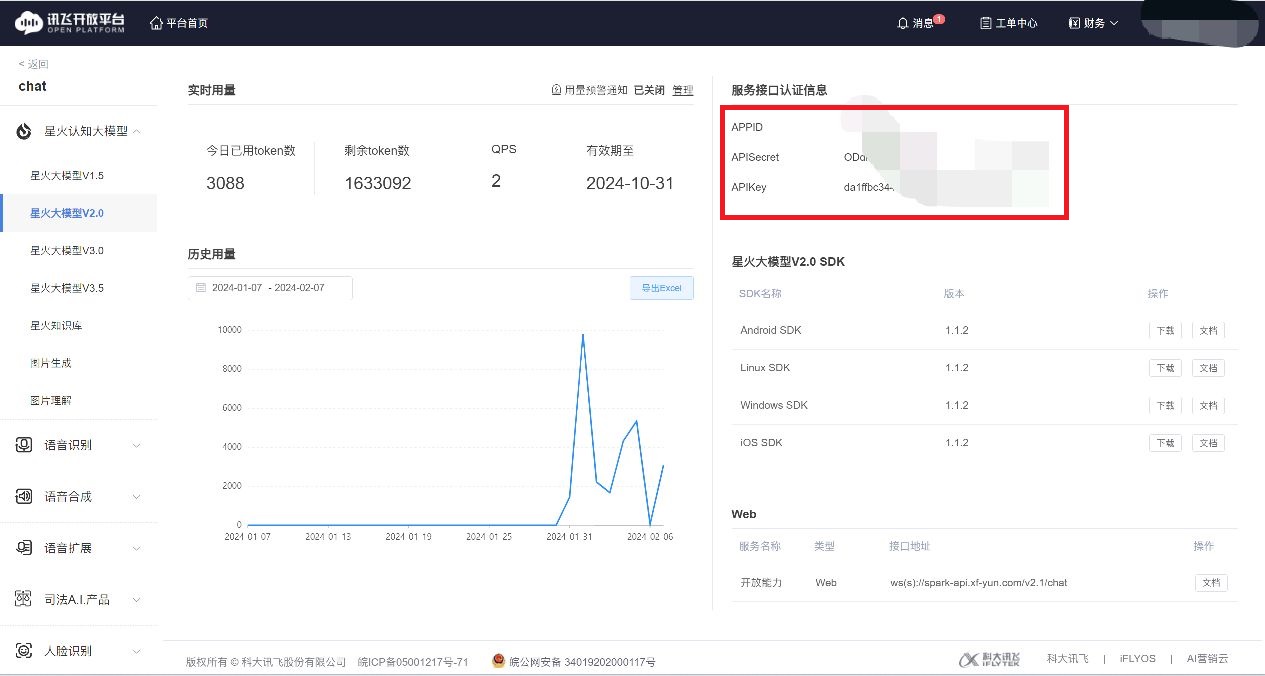 讯飞开放平台
OPEN PLATFORM
平台首页
消息 1
工单中心
财务
< 返回
chat
星火认知大模型
星火大模型V1.5
星火大模型V2.0
星火大模型V3.0
星火大模型V3.5
星火知识库
图片生成
图片理解
语音识别
语音合成
语音扩展
司法A.I.产品
人脸识别
实时用量
用量预警通知 已关闭 管理
今日已用token数 剩余token数 QPS 有效期至
3088 1633092 2 2024-10-31
历史用量
2024-01-07 - 2024-02-07
导出Excel
10000
8000
6000
4000
2000
0
2024-01-07 2024-01-13 2024-01-19 2024-01-25 2024-01-31 2024-02-06
服务接口认证信息
APPID
APISecret
APIKey da1ffbc34-
星火大模型V2.0 SDK
SDK名称 版本 操作
Android SDK 1.1.2 下载 文档
Linux SDK 1.1.2 下载 文档
Windows SDK 1.1.2 下载 文档
iOS SDK 1.1.2 下载 文档
Web
服务名称 类型 接口地址 操作
开放能力 Web ws(s)://spark-api.xf-yun.com/v2.1/chat 文档
版权所有 © 科大讯飞股份有限公司 皖ICP备05001217号-71 皖公网安备 34019202000117号
科大讯飞 iFLYTEK 科大讯飞 | iFLYOS | AI营销云